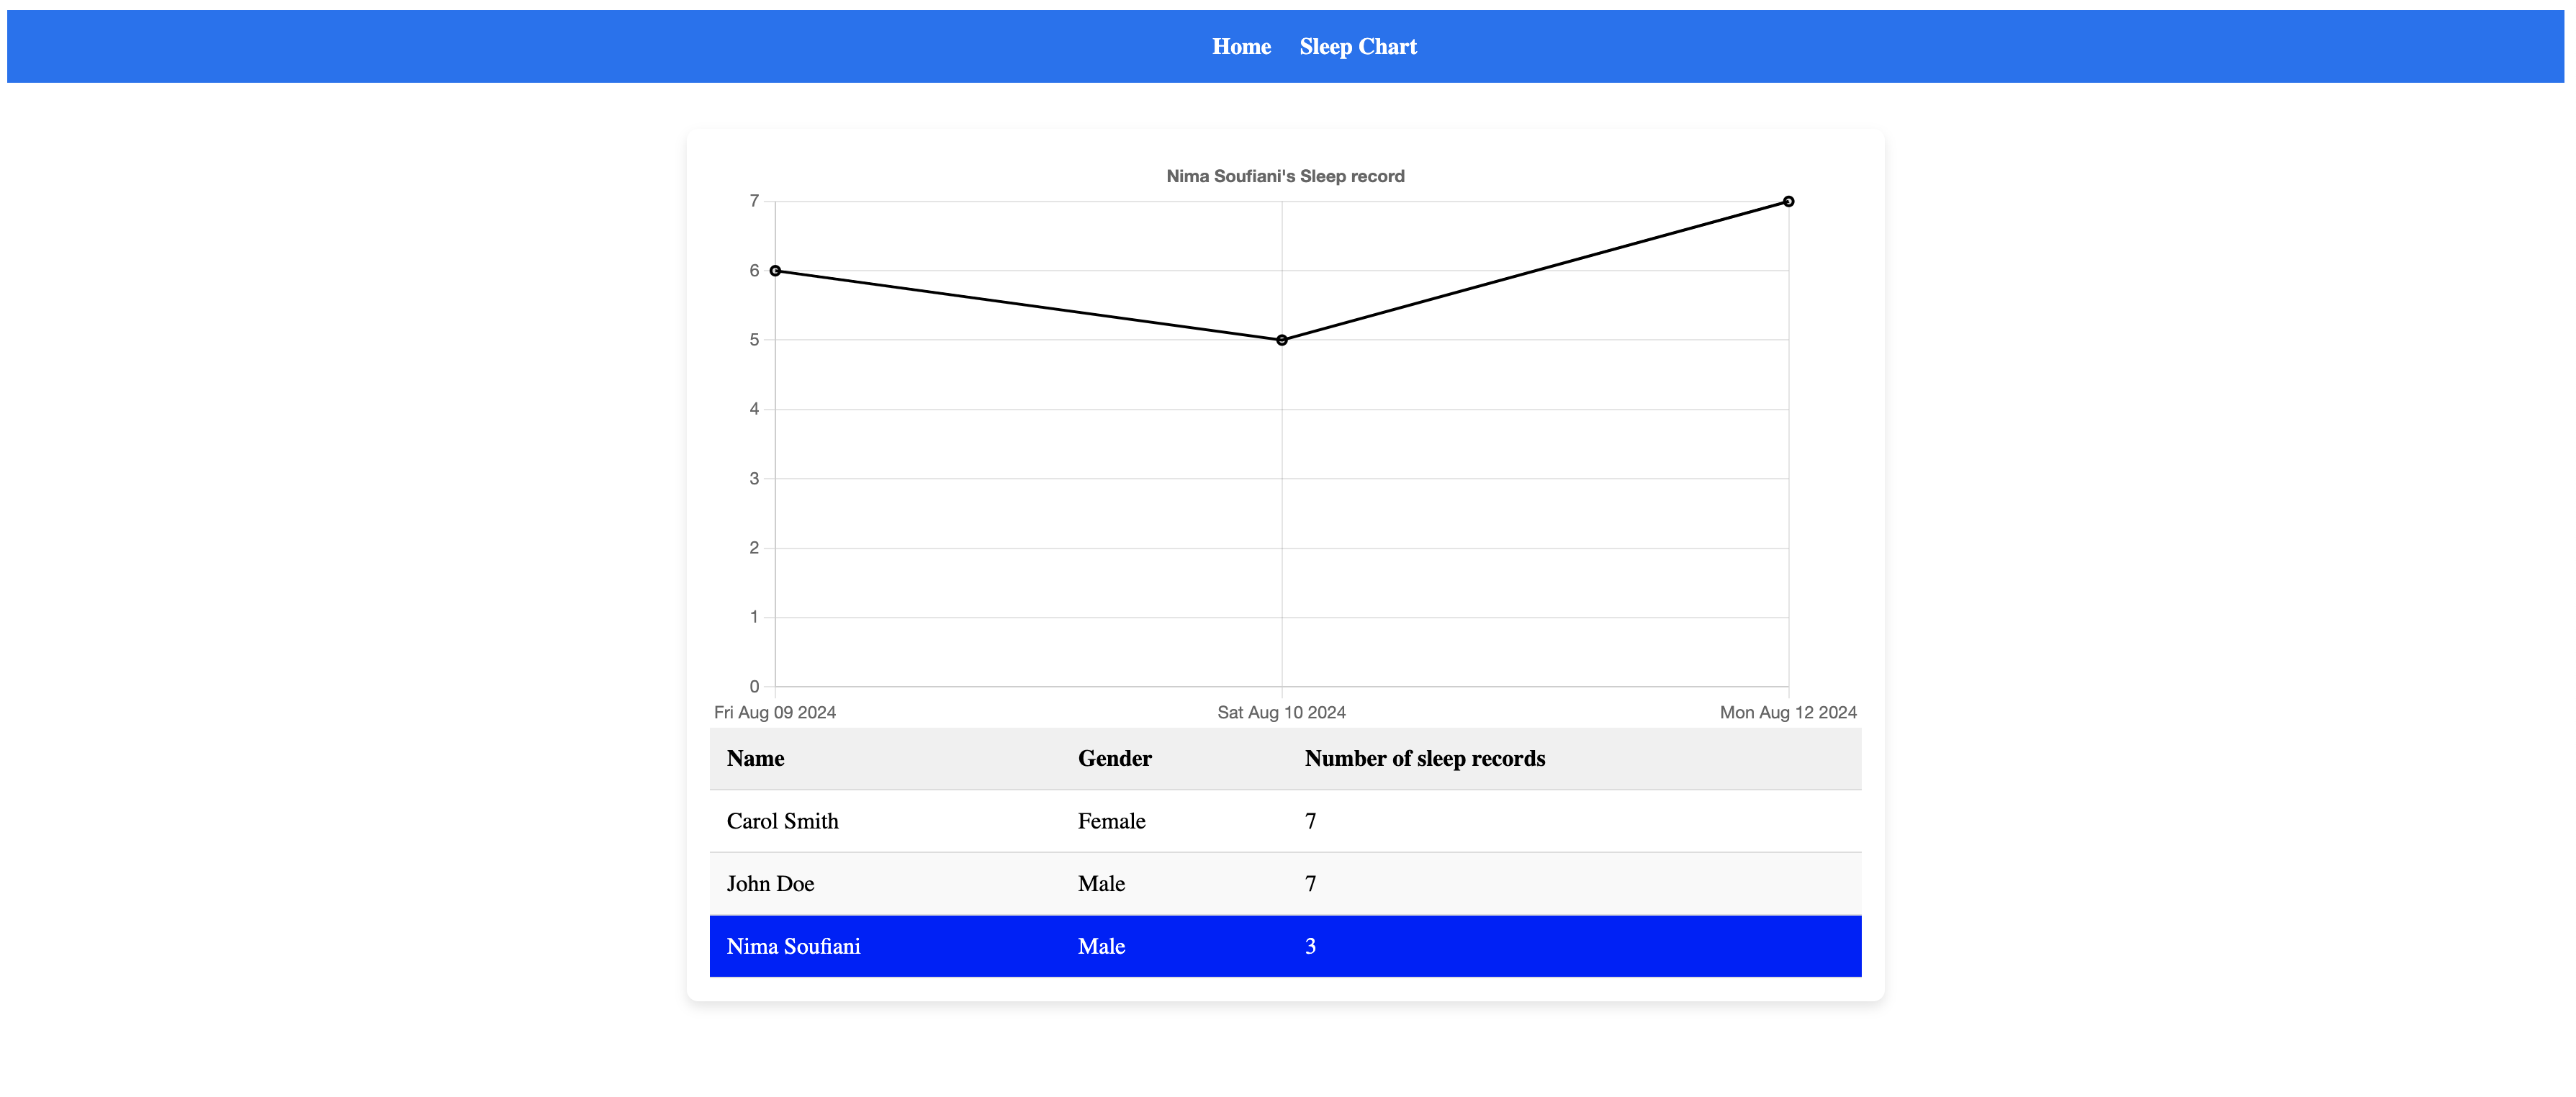 Home Sleep Chart
Nima Soufiani's Sleep record
7
6
5
4
3
2
1
0
Fri Aug 09 2024 Sat Aug 10 2024 Mon Aug 12 2024
Name Gender Number of sleep records
Carol Smith Female 7
John Doe Male 7
Nima Soufiani Male 3